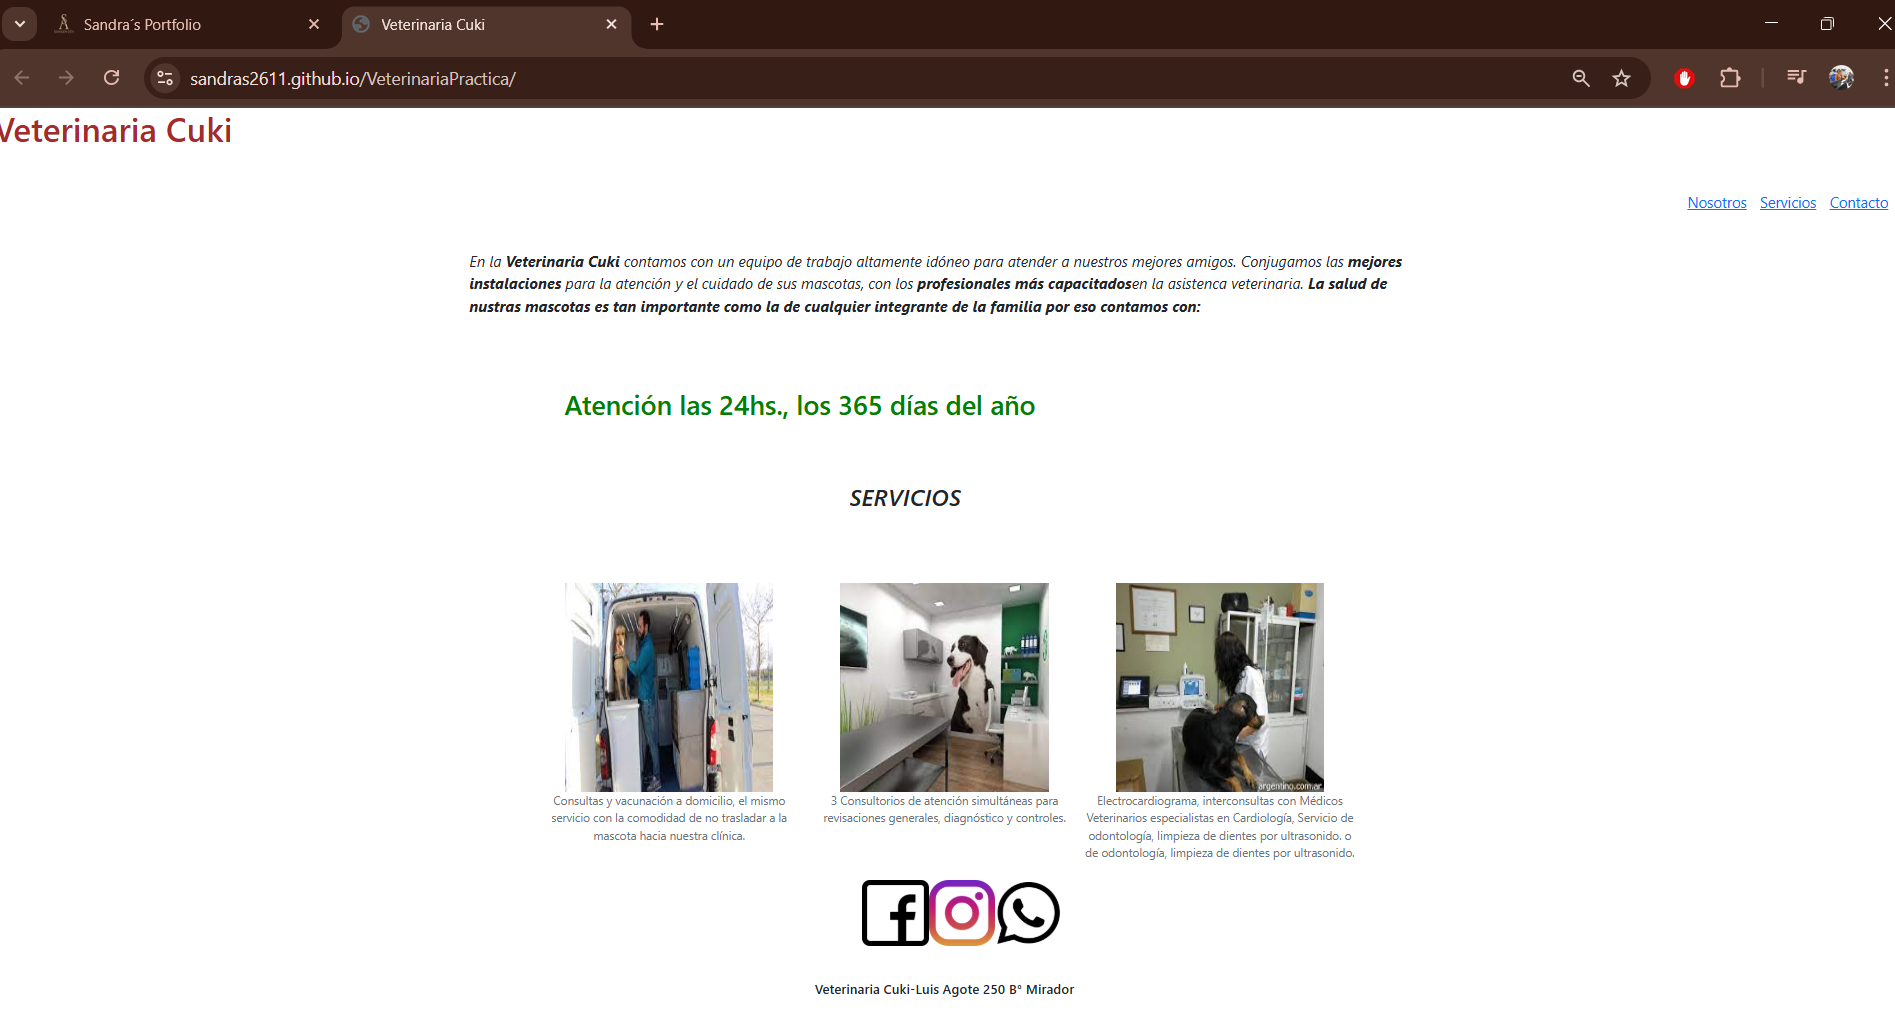 Sandra´s Portfolio
Veterinaria Cuki
sandras2611.github.io/VeterinariaPractica/
Veterinaria Cuki
Nosotros Servicios Contacto
En la Veterinaria Cuki contamos con un equipo de trabajo altamente idóneo para atender a nuestros mejores amigos. Conjugamos las mejores
instalaciones para la atención y el cuidado de sus mascotas, con los profesionales más capacitadosen la asistenca veterinaria. La salud de
nustras mascotas es tan importante como la de cualquier integrante de la familia por eso contamos con:
Atención las 24hs., los 365 días del año
SERVICIOS
argentino.com.ar
Consultas y vacunación a domicilio, el mismo
servicio con la comodidad de no trasladar a la
mascota hacia nuestra clínica.
3 Consultorios de atención simultáneas para
revisaciones generales, diagnóstico y controles.
Electrocardiograma, interconsultas con Médicos
Veterinarios especialistas en Cardiología, Servicio de
odontología, limpieza de dientes por ultrasonido. o
de odontología, limpieza de dientes por ultrasonido.
Veterinaria Cuki-Luis Agote 250 B° Mirador